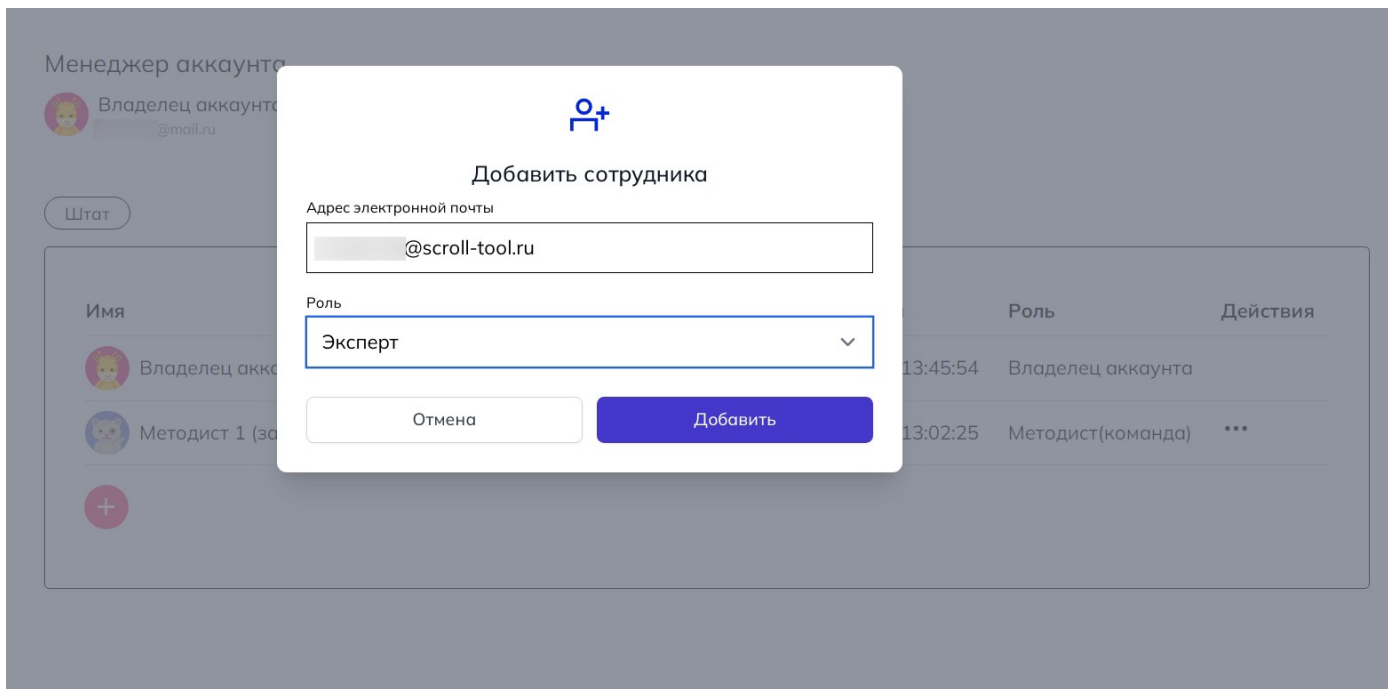 Менеджер аккаунта
Владелец аккаунта
@mail.ru
Штат
Добавить сотрудника
Адрес электронной почты
@scroll-tool.ru
Роль
Эксперт
Отмена
Добавить
Имя
Роль
Действия
Владелец
13:45:54
Владелец аккаунта
Методист 1
13:02:25
Методист(команда)